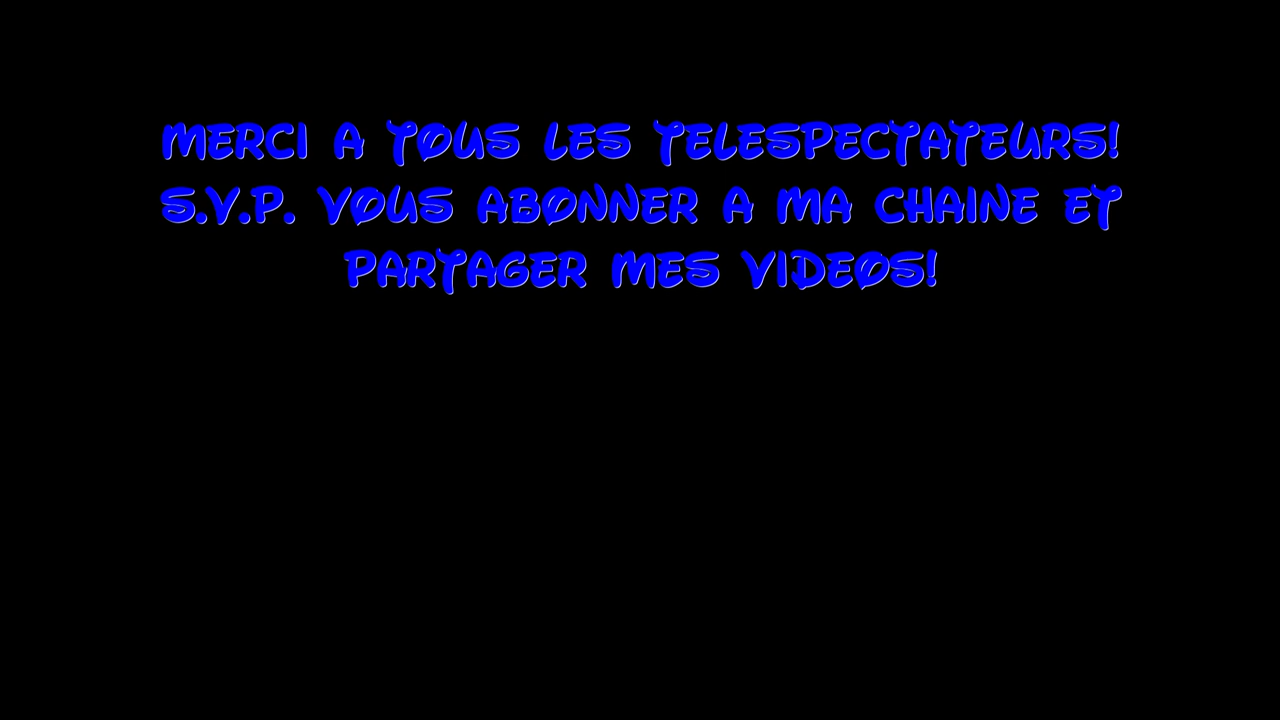 MERCI A TOUS LES TELESPECTATEURS!
S.V.P. VOUS ABONNER A MA CHAINE ET
PARTAGER MES VIDEOS!